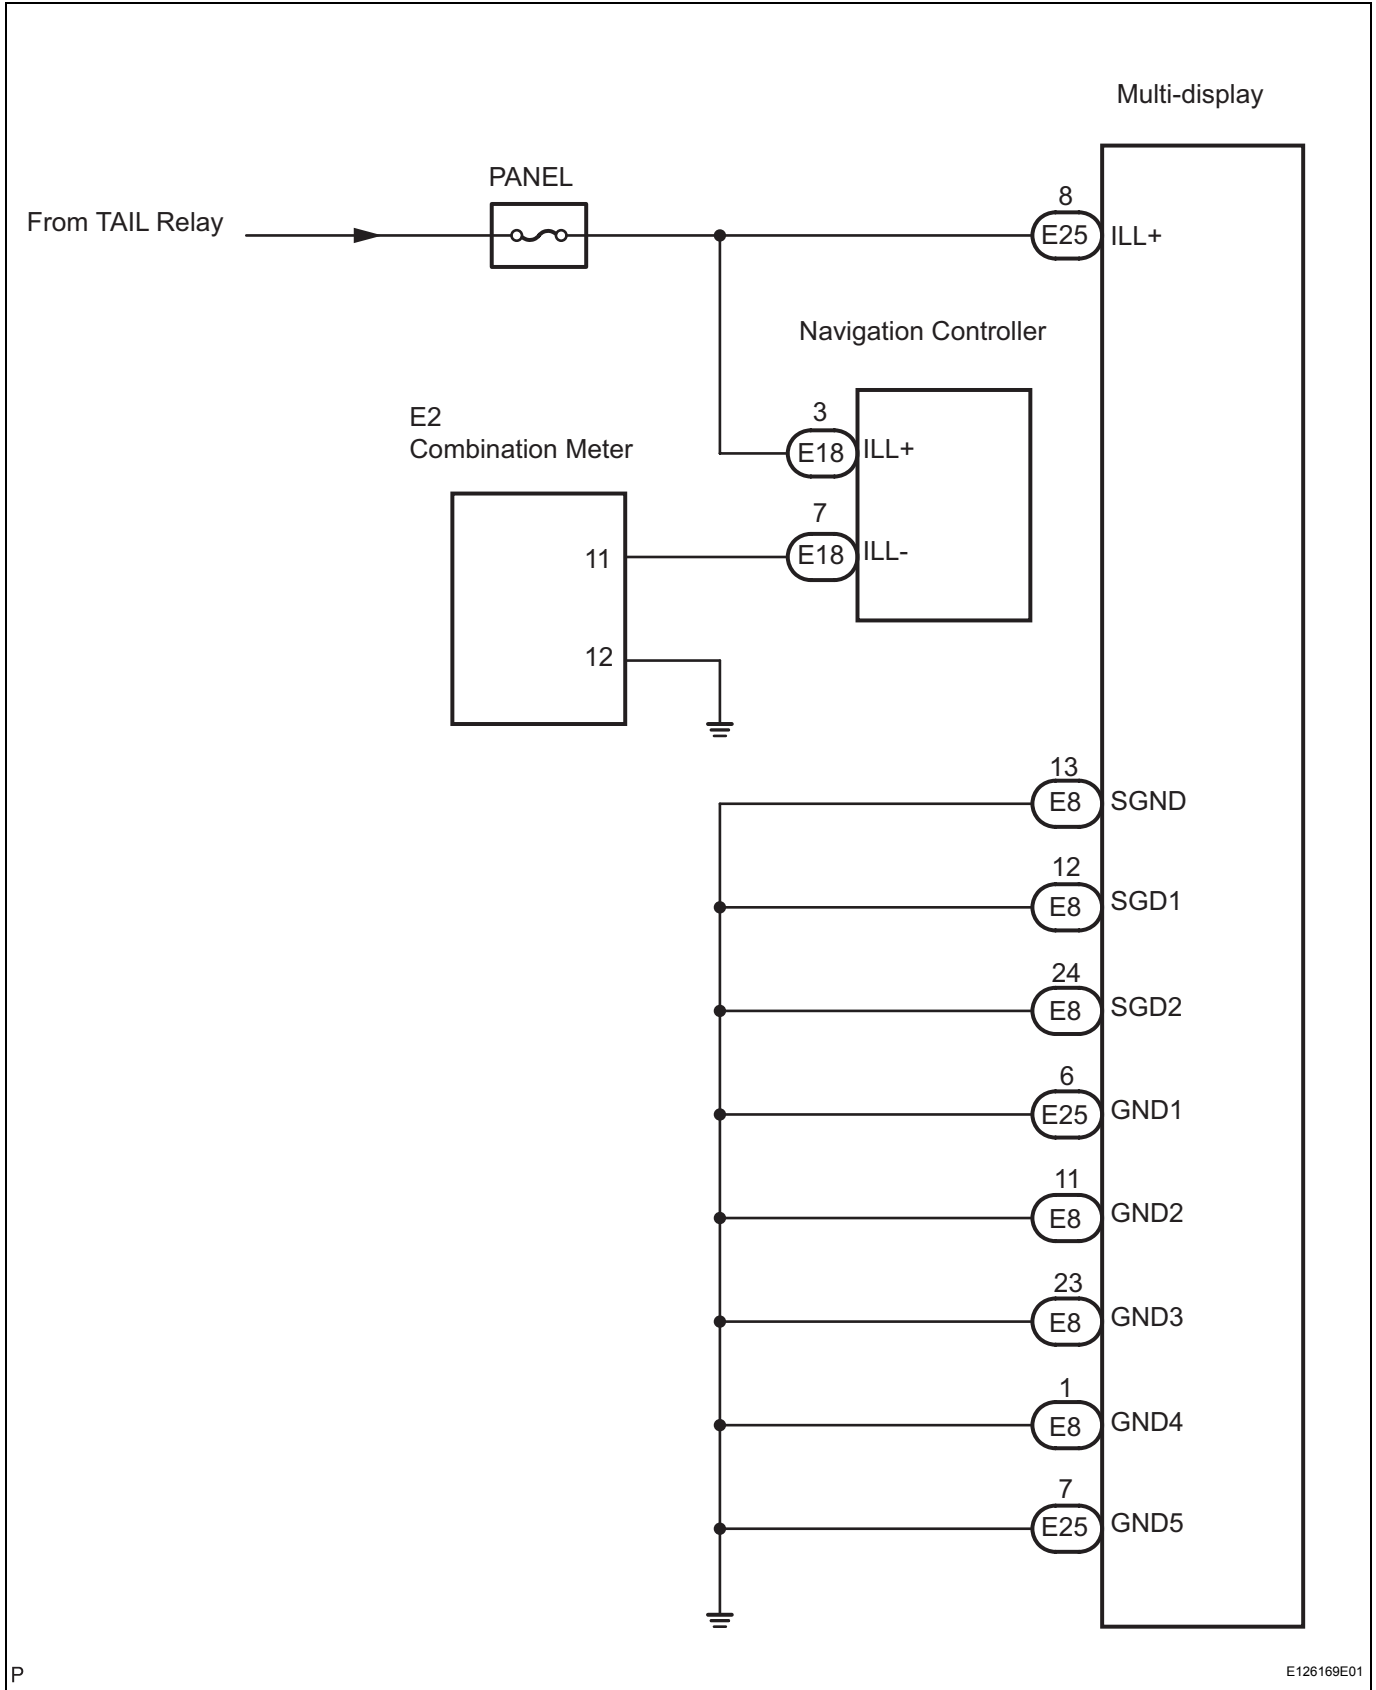 Multi-display
PANEL
From TAIL Relay
8
E25
ILL+
Navigation Controller
E2
Combination Meter
3
E18
ILL+
7
E18
ILL-
11
12
13
E8
SGND
12
E8
SGD1
24
E8
SGD2
6
E25
GND1
11
E8
GND2
23
E8
GND3
1
E8
GND4
7
E25
GND5
P
E126169E01